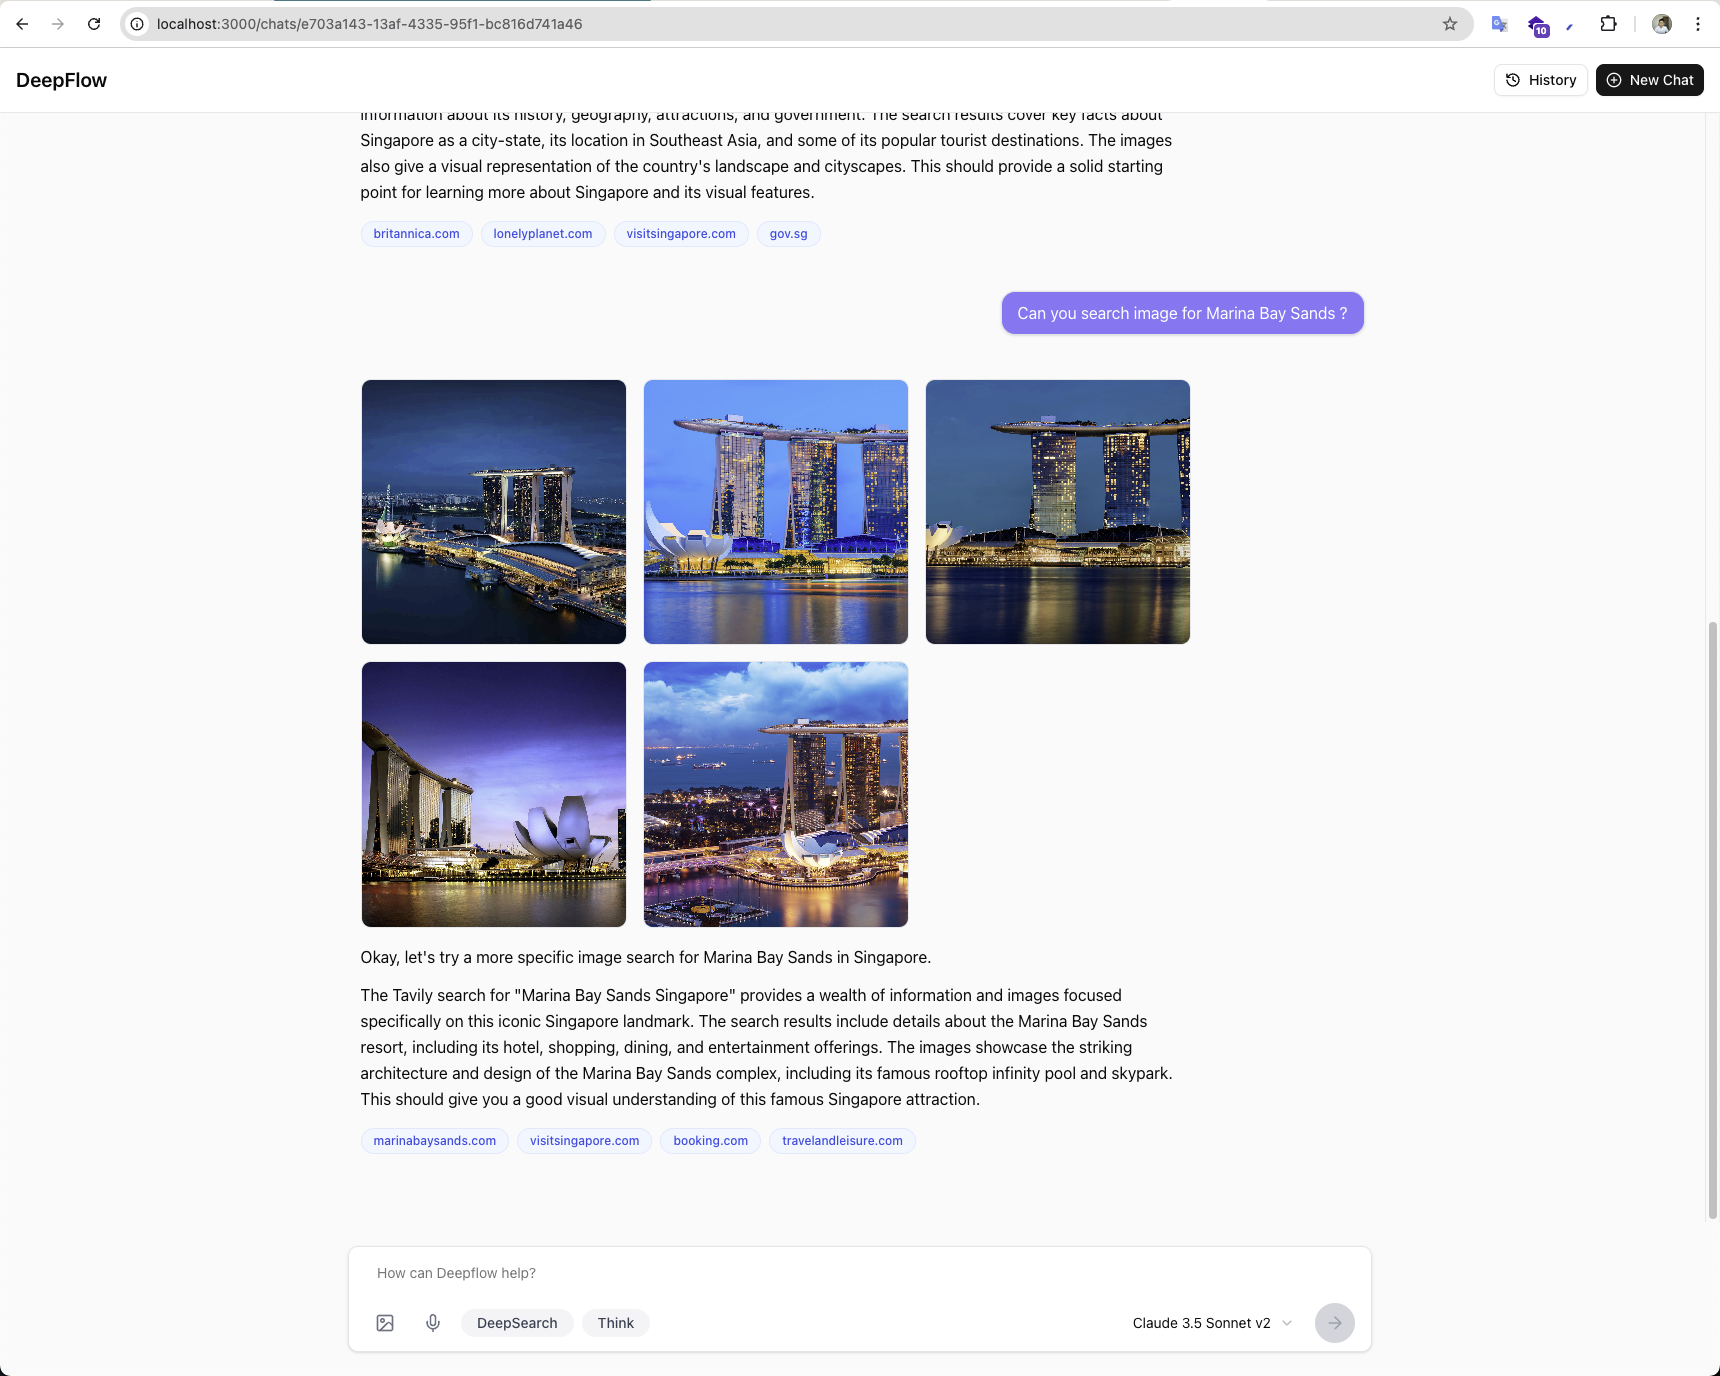 localhost:3000/chats/e703a143-13af-4335-95f1-bc816d741a46
10
DeepFlow
History
New Chat
information about its history, geography, attractions, and government. The search results cover key facts about
Singapore as a city-state, its location in Southeast Asia, and some of its popular tourist destinations. The images
also give a visual representation of the country's landscape and cityscapes. This should provide a solid starting
point for learning more about Singapore and its visual features.
britannica.com
lonelyplanet.com
visitsingapore.com
gov.sg
Can you search image for Marina Bay Sands ?
Okay, let's try a more specific image search for Marina Bay Sands in Singapore.
The Tavily search for "Marina Bay Sands Singapore" provides a wealth of information and images focused
specifically on this iconic Singapore landmark. The search results include details about the Marina Bay Sands
resort, including its hotel, shopping, dining, and entertainment offerings. The images showcase the striking
architecture and design of the Marina Bay Sands complex, including its famous rooftop infinity pool and skypark.
This should give you a good visual understanding of this famous Singapore attraction.
marinabaysands.com
visitsingapore.com
booking.com
travelandleisure.com
How can Deepflow help?
DeepSearch
Think
Claude 3.5 Sonnet v2